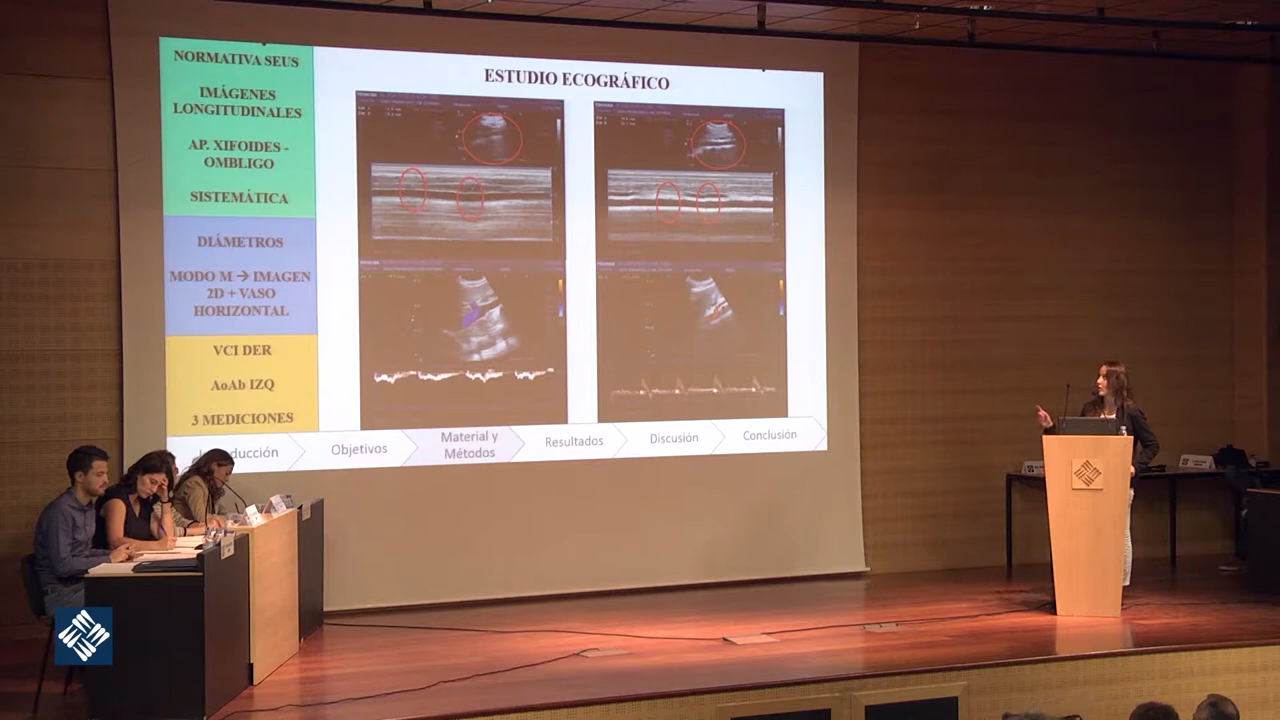 NORMATIVA SEUS
IMÁGENES
LONGITUDINALES
AP. XIFOIDES -
OMBLIGO
SISTEMÁTICA
DIÁMETROS
MODO M → IMAGEN
2D + VASO
HORIZONTAL
VCI DER
AoAb IZQ
3 MEDICIONES
ESTUDIO ECOGRÁFICO
Objetivos
Material y
Métodos
Resultados
Discusión
Conclusión